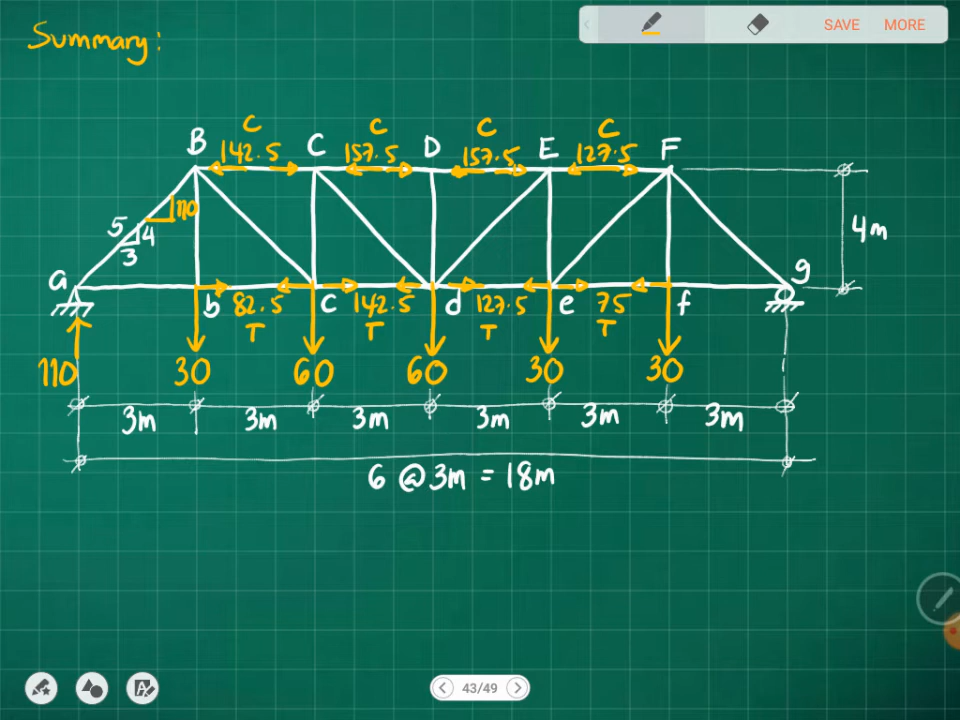 SAVE MORE
Summary:
C C C C
B 142.5 C 157.5 D 157.5 E 127.5 F
110
5 4
3
4m
a g
b 82.5 c 142.5 d 127.5 e 75 f
T T T T
110 30 60 60 30 30
3m 3m 3m 3m 3m 3m
6 @ 3m = 18m
43/49